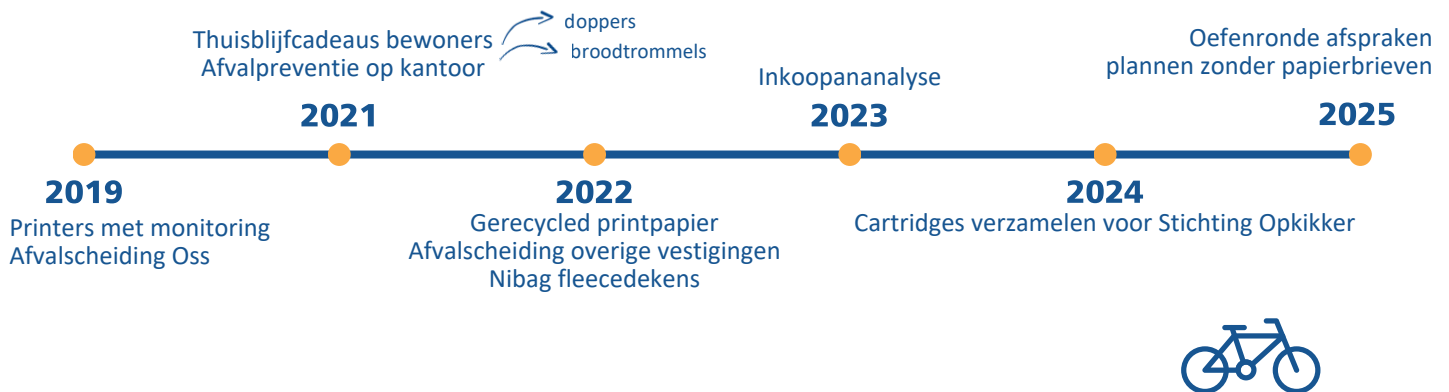 Thuisblijfcadeaus bewoners
Afvalpreventie op kantoor
doppers
broodtrommels
2021
Inkoopananalyse
2023
Oefenronde afspraken
plannen zonder papierbrieven
2025
2019
Printers met monitoring
Afvalscheiding Oss
2022
Gerecycled printpapier
Afvalscheiding overige vestigingen
Nibag fleecedekens
2024
Cartridges verzamelen voor Stichting Opkikker